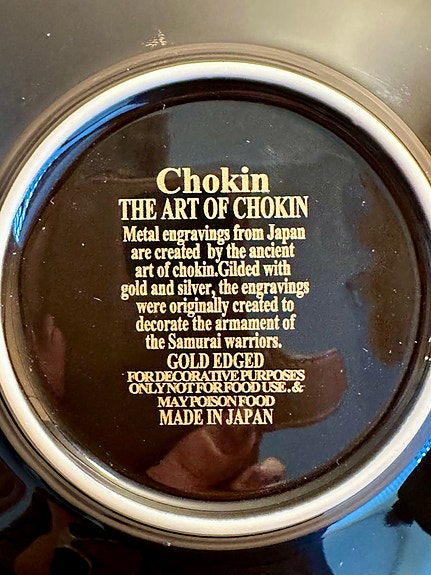 Chokin
THE ART OF CHOKIN
Metal engravings from Japan
are created by the ancient
art of chokin.Gilded with
gold and silver, the engravings
were originally created to
decorate the armament of
the Samurai warriors.
GOLD EDGED
FOR DECORATIVE PURPOSES
ONLY NOT FOR FOOD USE. &
MAY POISON FOOD
MADE IN JAPAN